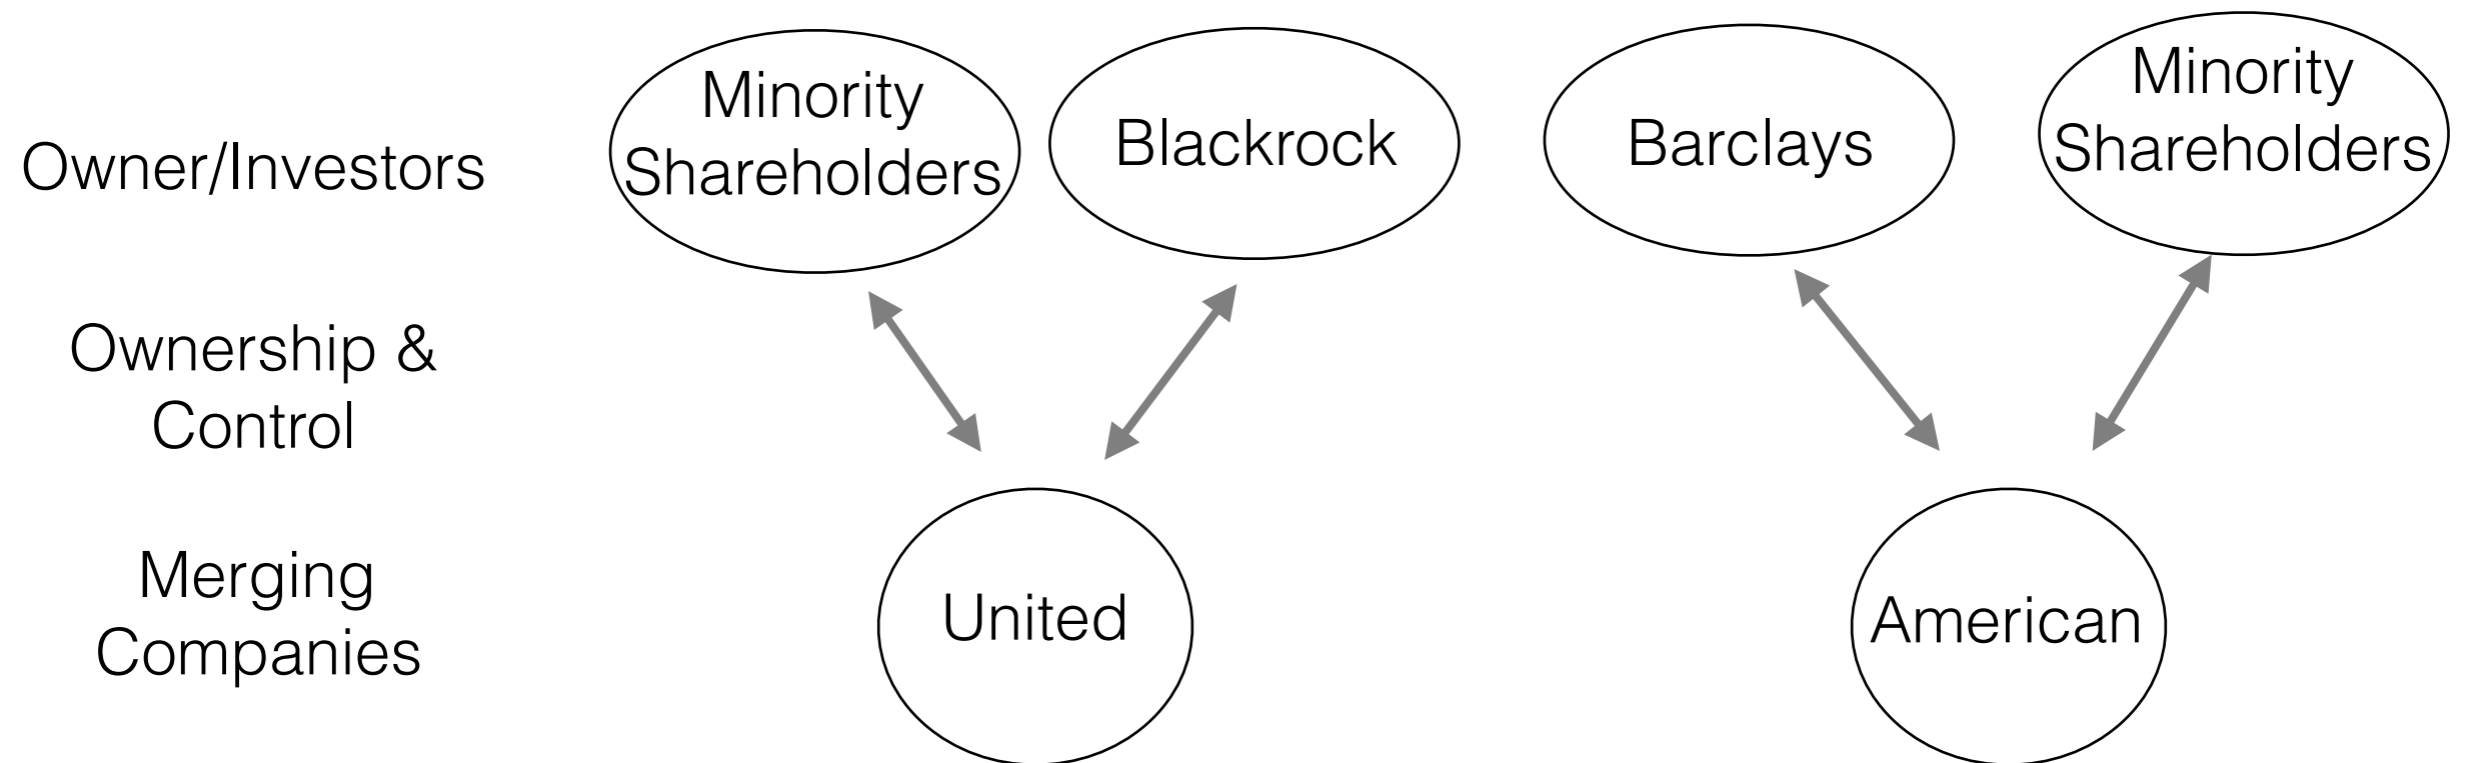 Owner/Investors
Minority
Shareholders
Blackrock
Barclays
Minority
Shareholders
Ownership &
Control
Merging
Companies
United
American